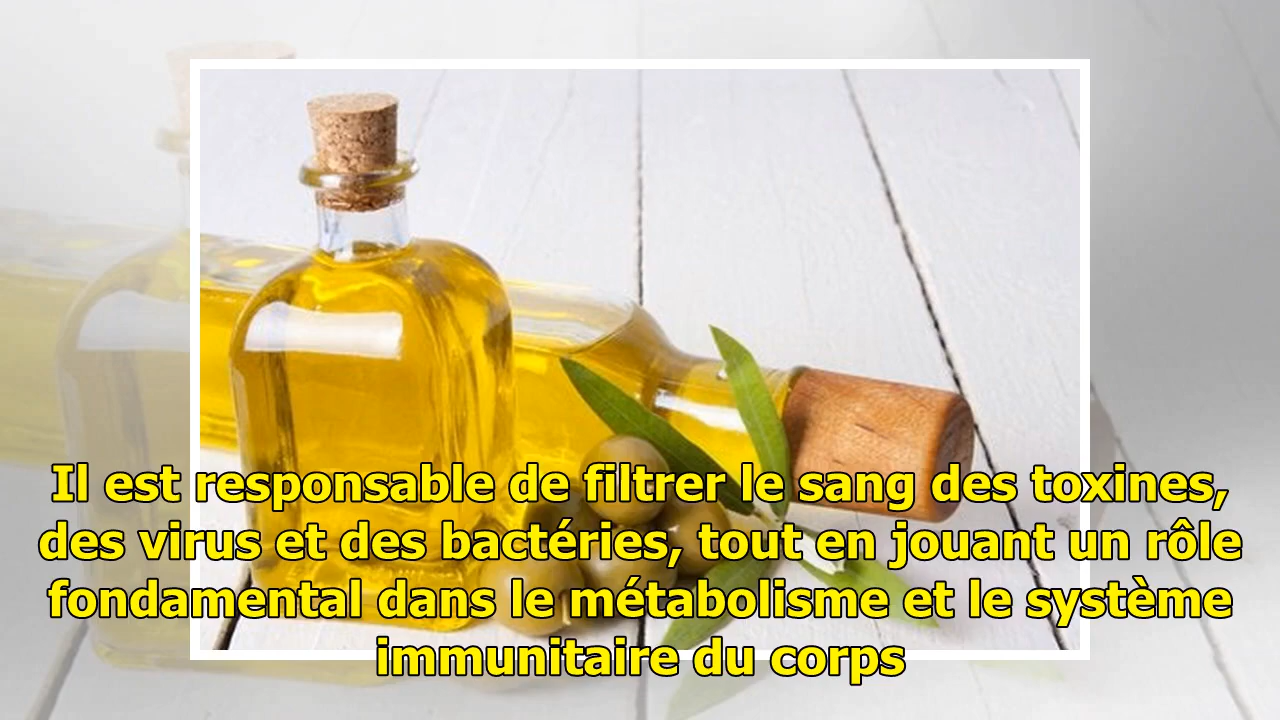 Il est responsable de filtrer le sang des toxines,
des virus et des bactéries, tout en jouant un rôle
fondamental dans le métabolisme et le système
immunitaire du corps